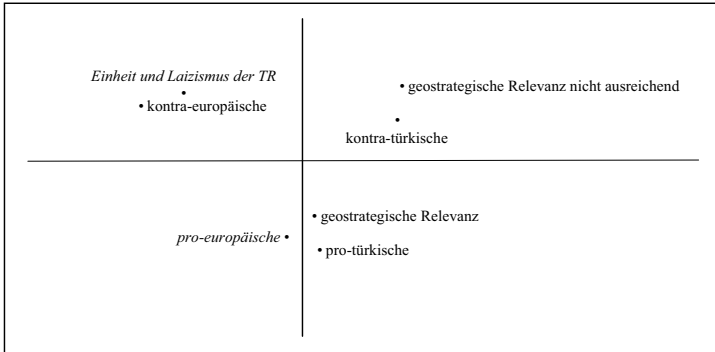 Einheit und Laizismus der TR
• geostrategische Relevanz nicht ausreichend
• kontra-europäische
kontra-türkische
• geostrategische Relevanz
pro-europäische •
• pro-türkische